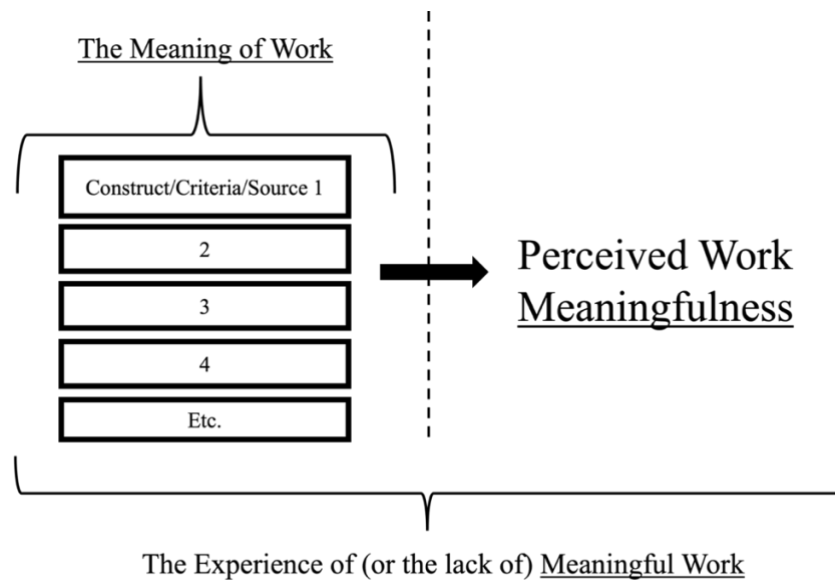 The Meaning of Work
Construct/Criteria/Source 1
2
3
4
Etc.
Perceived Work
Meaningfulness
The Experience of (or the lack of) Meaningful Work